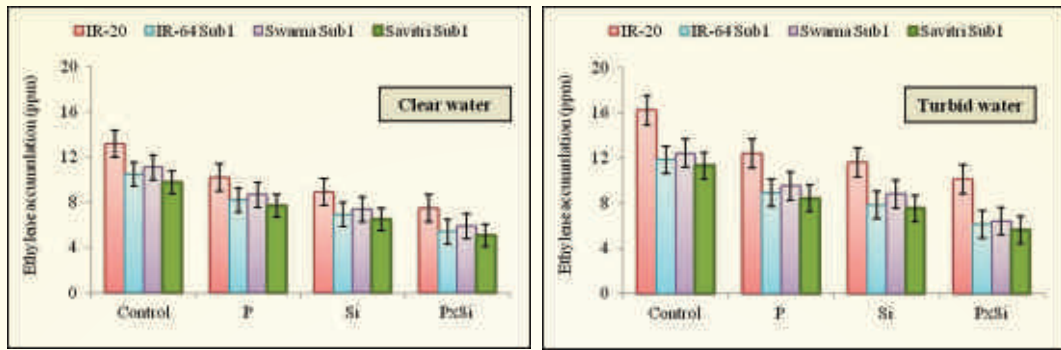 IR-20 IR-64 Sub1 Swarna Sub1 Savitri Sub1
20
16
12
8
4
0
Ethylene accumulation (ppm)
Clear water
Control P Si PxSi
IR-20 IR-64 Sub1 Swarna Sub1 Savitri Sub1
20
16
12
8
4
0
Ethylene accumulation (ppm)
Turbid water
Control P Si PxSi